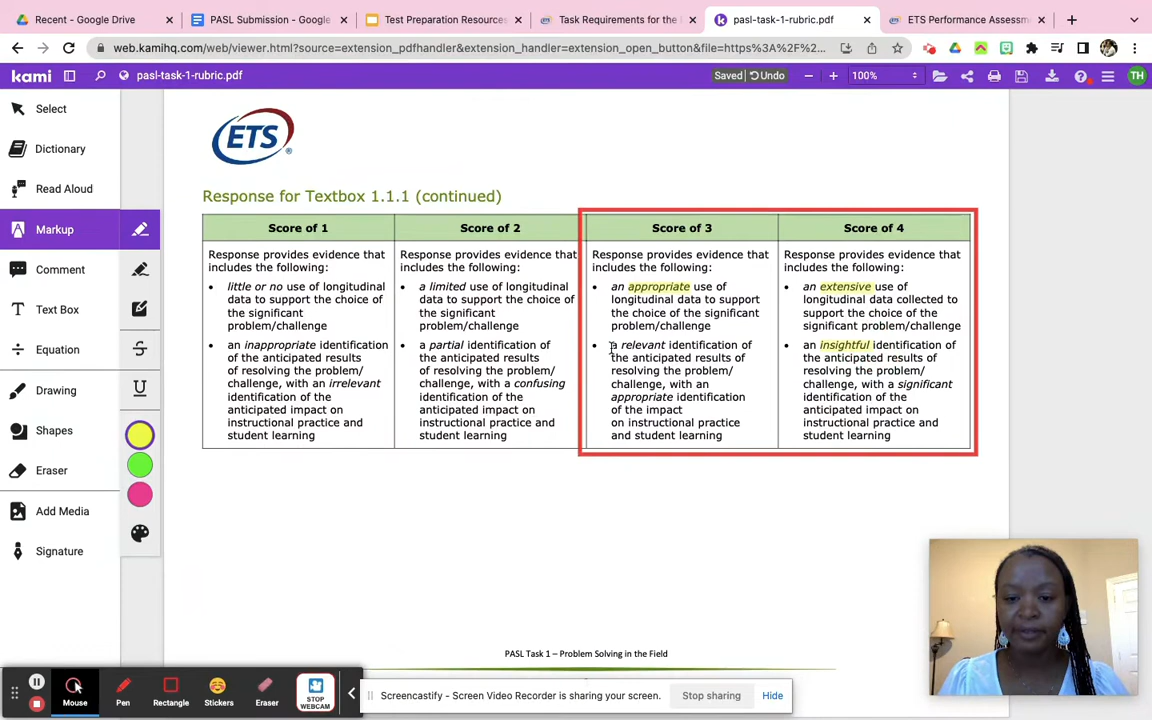 Recent - Google Drive
PASL Submission - Google
Test Preparation Resources
Task Requirements for the
pasl-task-1-rubric.pdf
ETS Performance Assessm
web.kamihq.com/web/viewer.html?source=extension_pdfhandler&extension_handler=extension_open_button&file=https%3A%2F%2...
kami
pasl-task-1-rubric.pdf
Saved
Undo
100%
TH
Select
Dictionary
Read Aloud
Markup
Comment
Text Box
Equation
Drawing
Shapes
Eraser
Add Media
Signature
ETS
Response for Textbox 1.1.1 (continued)
Score of 1
Response provides evidence that
includes the following:
• little or no use of longitudinal
data to support the choice of
the significant
problem/challenge
• an inappropriate identification
of the anticipated results
of resolving the problem/
challenge, with an irrelevant
identification of the
anticipated impact on
instructional practice and
student learning
Score of 2
Response provides evidence that
includes the following:
• a limited use of longitudinal
data to support the choice of
the significant
problem/challenge
• a partial identification of
the anticipated results
of resolving the problem/
challenge, with a confusing
identification of the
anticipated impact on
instructional practice and
student learning
Score of 3
Response provides evidence that
includes the following:
• an appropriate use of
longitudinal data to support
the choice of the significant
problem/challenge
• a relevant identification of
the anticipated results of
resolving the problem/
challenge, with an
appropriate identification
of the impact
on instructional practice
and student learning
Score of 4
Response provides evidence that
includes the following:
• an extensive use of
longitudinal data collected to
support the choice of the
significant problem/challenge
• an insightful identification of
the anticipated results of
resolving the problem/
challenge, with a significant
identification of the
anticipated impact on
instructional practice and
student learning
PASL Task 1 – Problem Solving in the Field
Mouse
Pen
Rectangle
Stickers
Eraser
STOP
WEBCAM
Screencastify - Screen Video Recorder is sharing your screen.
Stop sharing
Hide